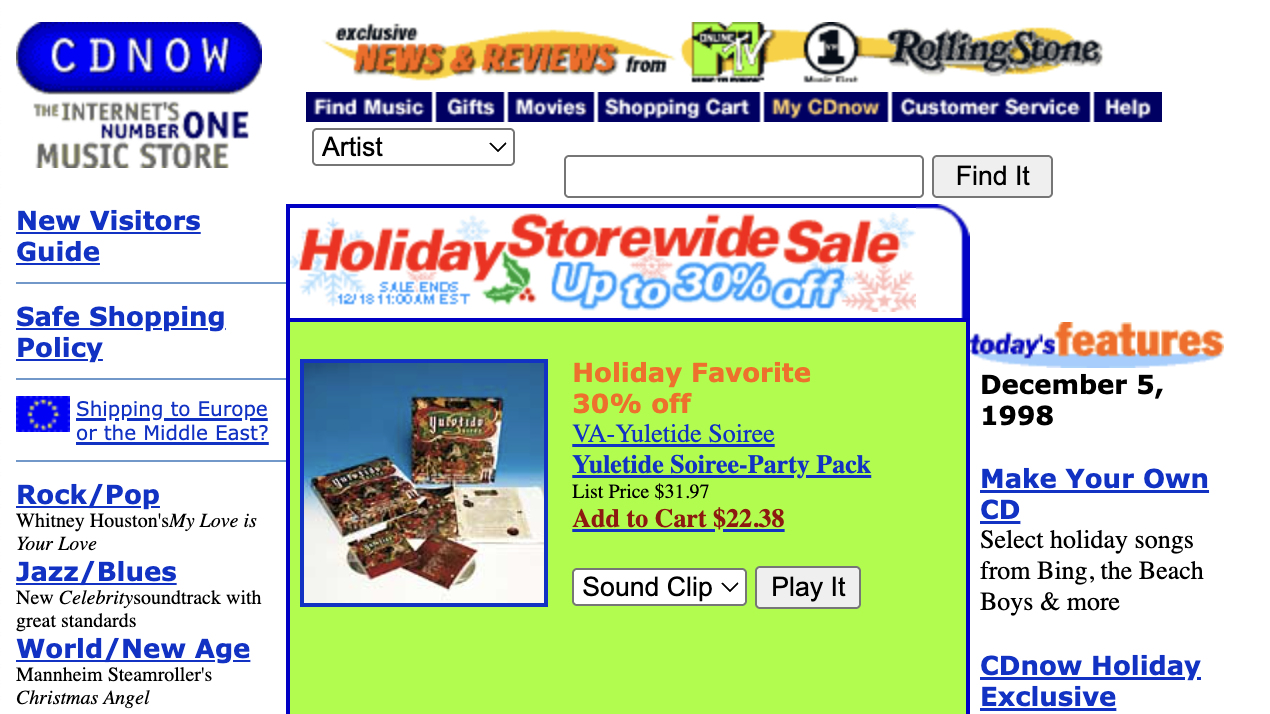 CDNOW
THE INTERNET'S
NUMBER ONE
MUSIC STORE
exclusive
NEWS & REVIEWS from
ONLINE
MTV
1
VH
Music First
RollingStone
Find Music Gifts Movies Shopping Cart My CDnow Customer Service Help
Artist
Find It
New Visitors
Guide
Safe Shopping
Policy
Shipping to Europe
or the Middle East?
Rock/Pop
Whitney Houston'sMy Love is
Your Love
Jazz/Blues
New Celebritysoundtrack with
great standards
World/New Age
Mannheim Steamroller's
Christmas Angel
Holiday Storewide Sale
Up to 30% off
SALE ENDS
12/18 11:00AM EST
Yuletide
Holiday Favorite
30% off
VA-Yuletide Soiree
Yuletide Soiree-Party Pack
List Price $31.97
Add to Cart $22.38
Sound Clip
Play It
today's features
December 5,
1998
Make Your Own
CD
Select holiday songs
from Bing, the Beach
Boys & more
CDnow Holiday
Exclusive